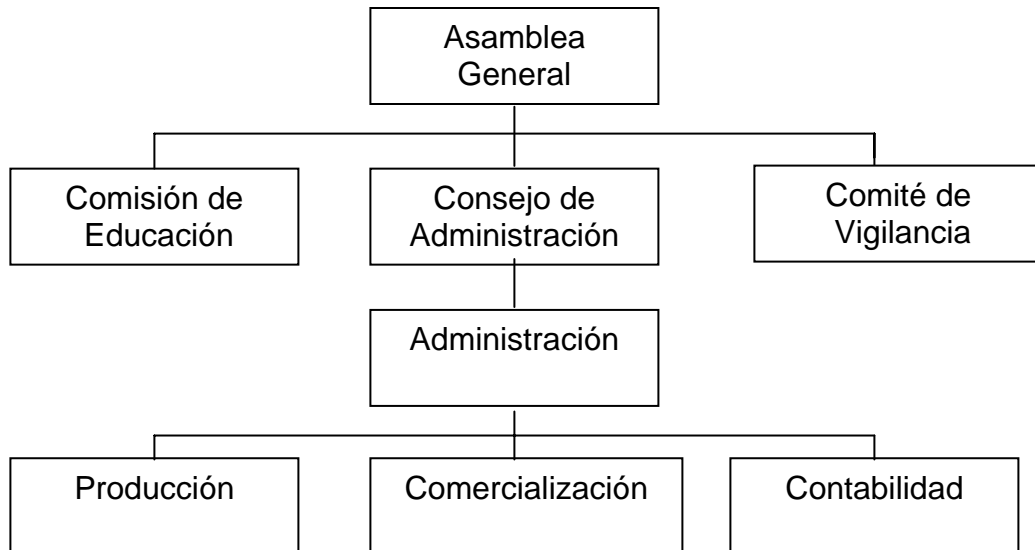 Asamblea
General
Comisión de
Educación
Consejo de
Administración
Comité de
Vigilancia
Administración
Producción
Comercialización
Contabilidad